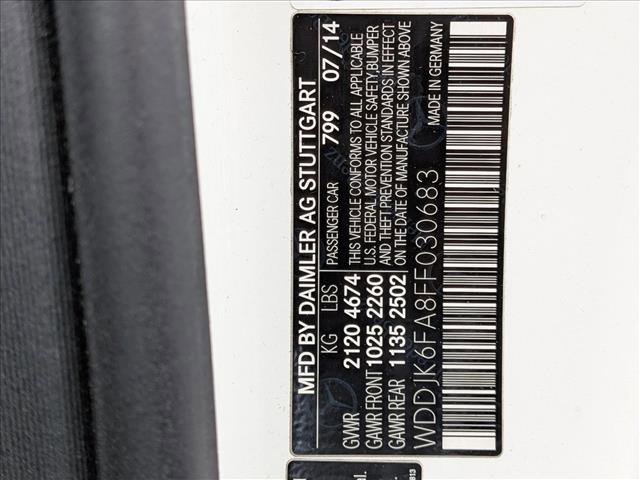 MFD BY DAIMLER AG STUTTGART
KG LBS PASSENGER CAR 799 07/14
GVWR 2120 4674
GAWR FRONT 1025 2260
GAWR REAR 1135 2502
THIS VEHICLE CONFORMS TO ALL APPLICABLE
U.S. FEDERAL MOTOR VEHICLE SAFETY,BUMPER
AND THEFT PREVENTION STANDARDS IN EFFECT
ON THE DATE OF MANUFACTURE SHOWN ABOVE
WDDJK6FA8FF030683 MADE IN GERMANY